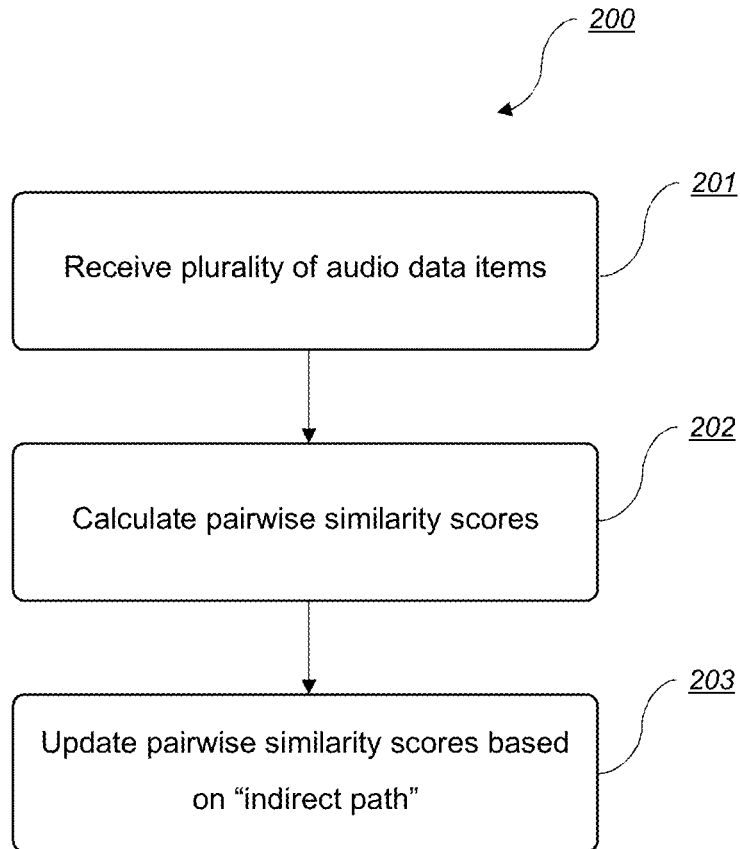 200
201
Receive plurality of audio data items
202
Calculate pairwise similarity scores
203
Update pairwise similarity scores based
on “indirect path”